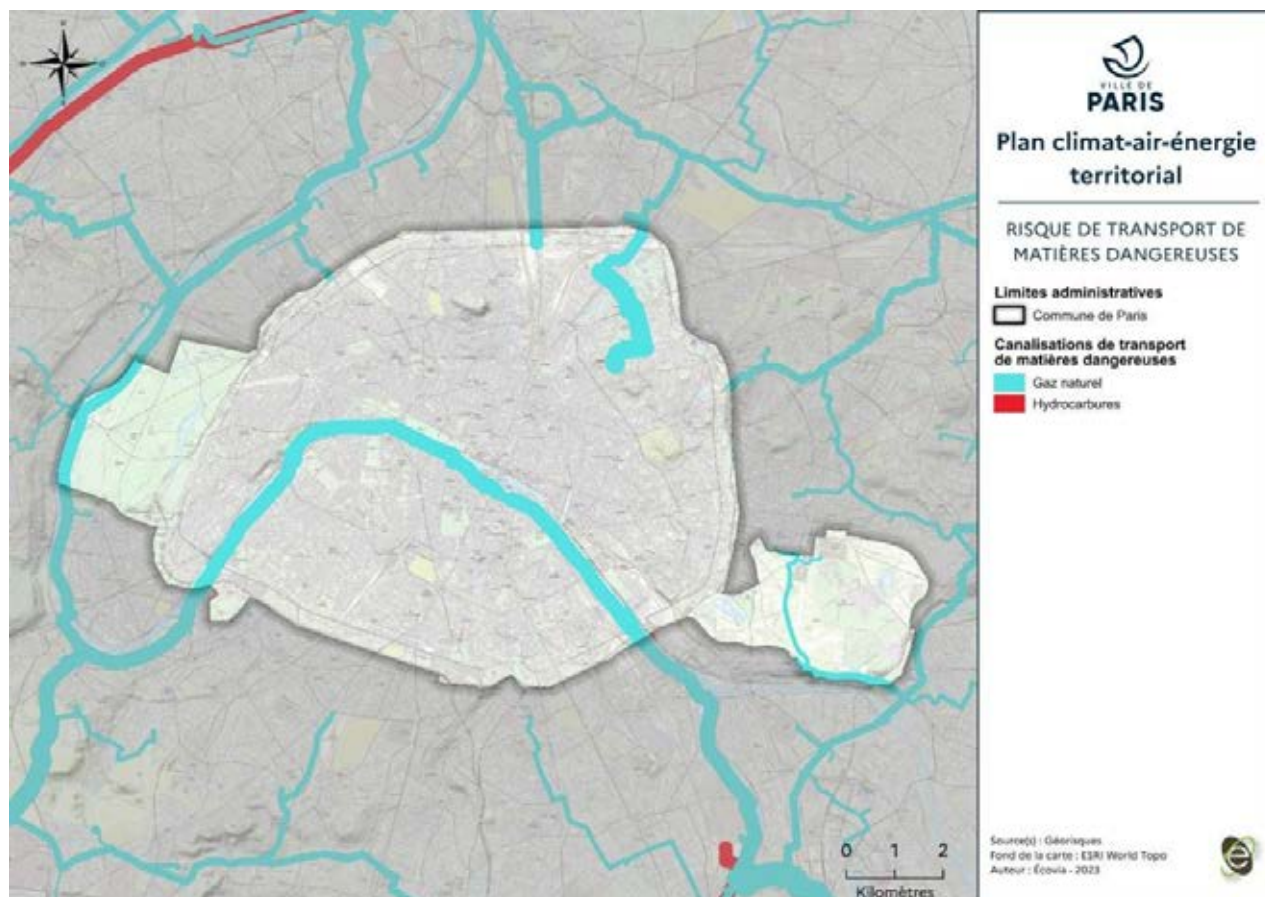 VILLE DE
PARIS
Plan climat-air-énergie
territorial
RISQUE DE TRANSPORT DE
MATIÈRES DANGEREUSES
Limites administratives
Commune de Paris
Canalisations de transport
de matières dangereuses
Gaz naturel
Hydrocarbures
0 1 2
Kilomètres
Source(s) : Géorisques
Fond de la carte : ESRI World Topo
Auteur : Écovia - 2023